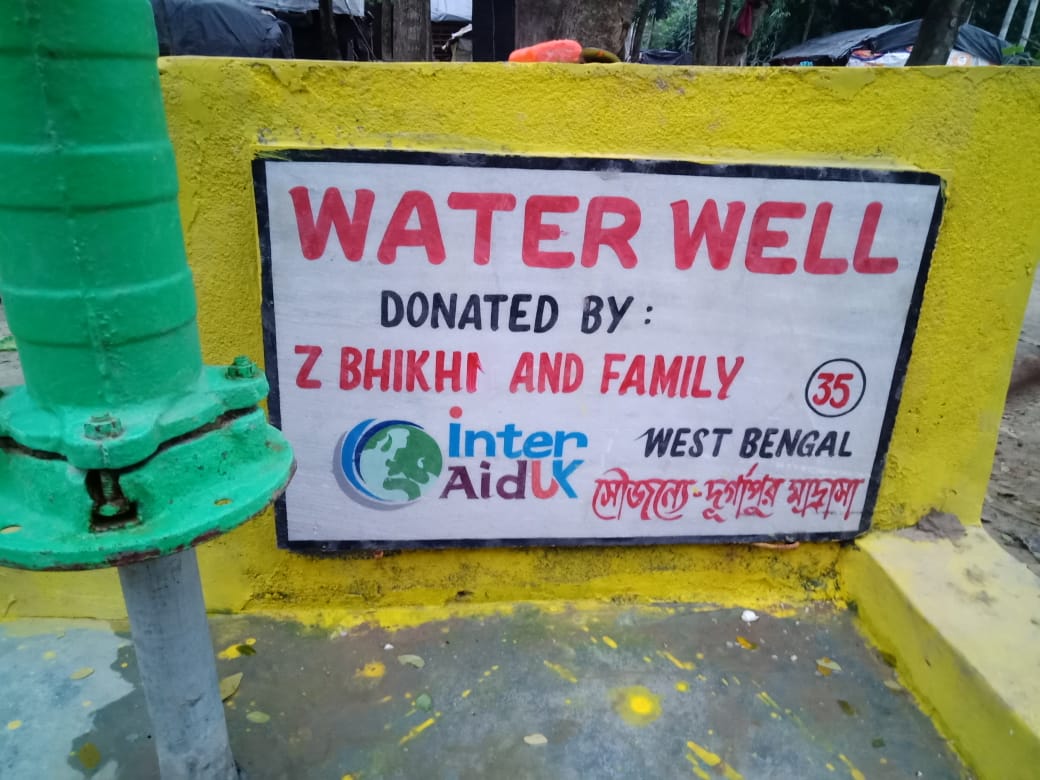 WATER WELL
DONATED BY :
Z BHIKHI AND FAMILY
35
inter
AidUK
WEST BENGAL
সৌজন্যে - দূর্গাপুর মাদ্রাসা